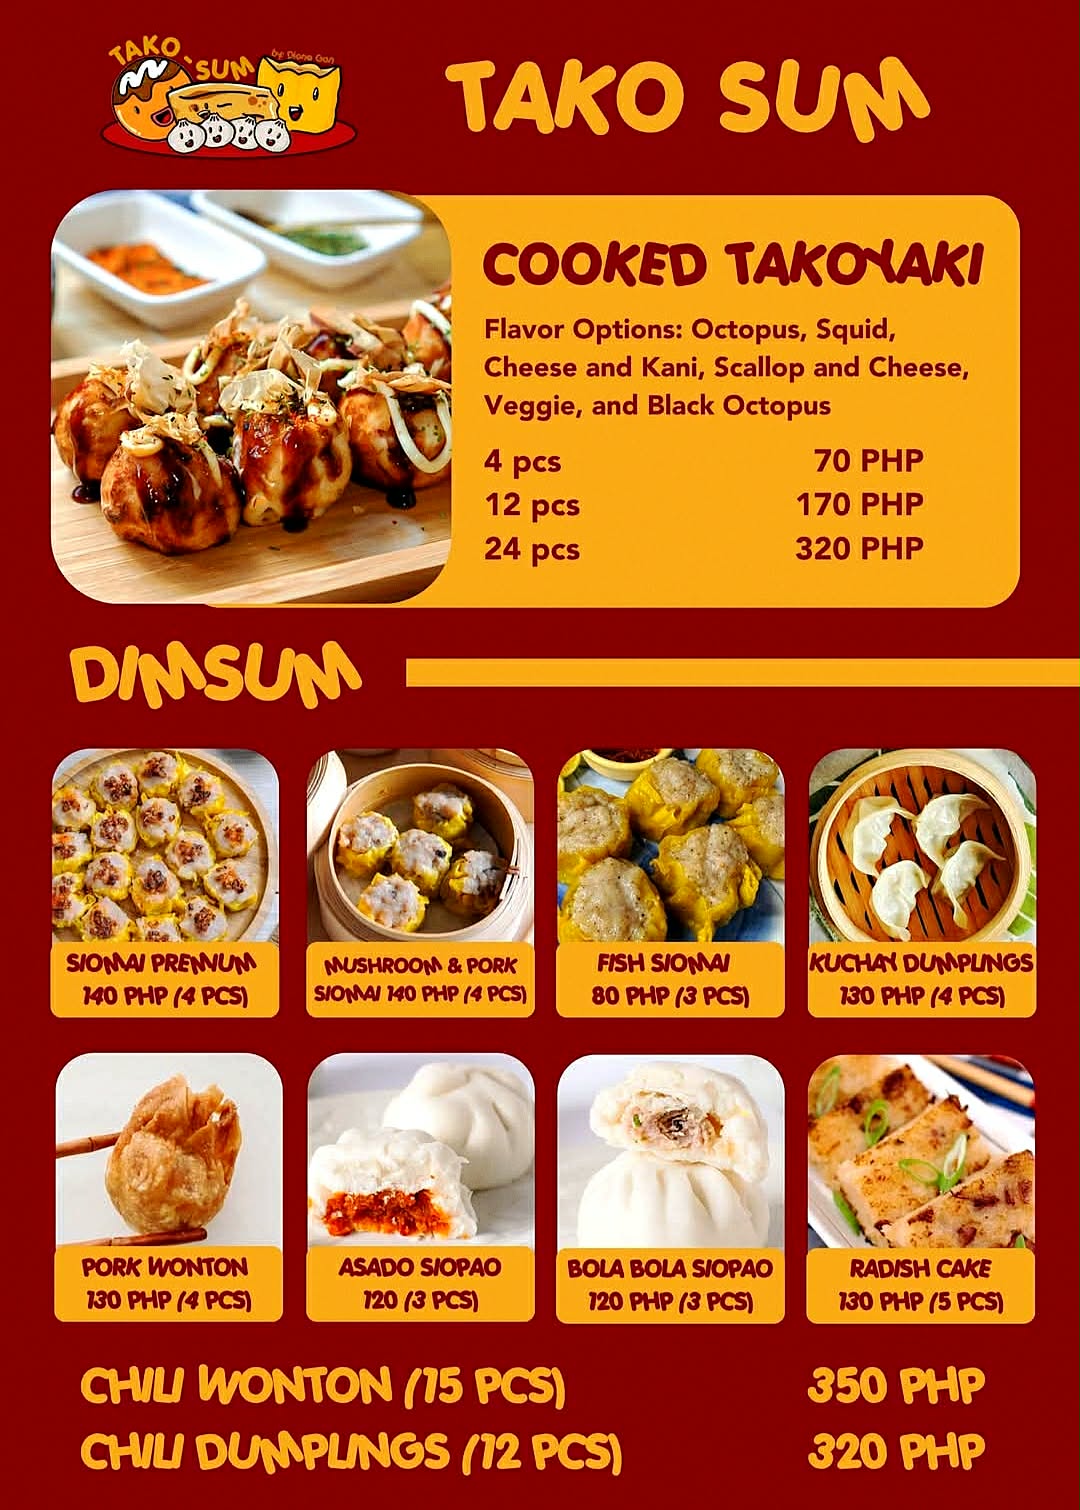 TAKO SUM
by Diana Gan
TAKO SUM
COOKED TAKOYAKI
Flavor Options: Octopus, Squid,
Cheese and Kani, Scallop and Cheese,
Veggie, and Black Octopus
4 pcs 70 PHP
12 pcs 170 PHP
24 pcs 320 PHP
DIMSUM
SIOMAI PREMIUM
140 PHP (4 PCS)
MUSHROOM & PORK
SIOMAI 140 PHP (4 PCS)
FISH SIOMAI
80 PHP (3 PCS)
KUCHAY DUMPLINGS
130 PHP (4 PCS)
PORK WONTON
130 PHP (4 PCS)
ASADO SIOPAO
120 (3 PCS)
BOLA BOLA SIOPAO
120 PHP (3 PCS)
RADISH CAKE
130 PHP (5 PCS)
CHILI WONTON (15 PCS) 350 PHP
CHILI DUMPLINGS (12 PCS) 320 PHP